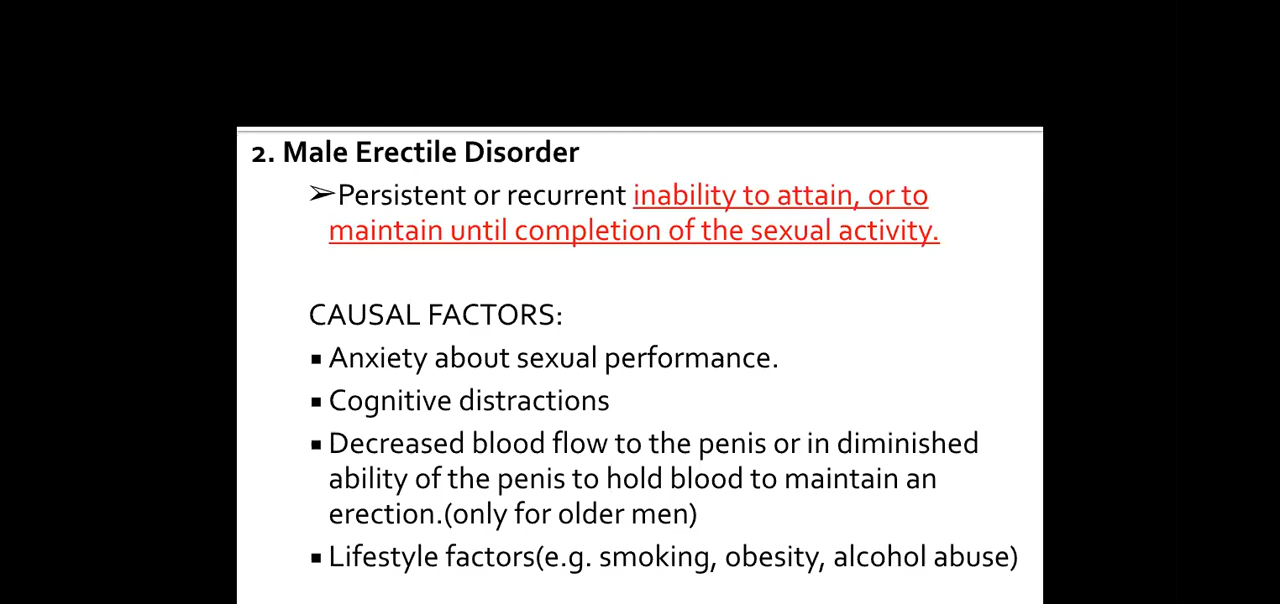 2. Male Erectile Disorder
➢Persistent or recurrent inability to attain, or to
maintain until completion of the sexual activity.
CAUSAL FACTORS:
▪ Anxiety about sexual performance.
▪ Cognitive distractions
▪ Decreased blood flow to the penis or in diminished
ability of the penis to hold blood to maintain an
erection.(only for older men)
▪ Lifestyle factors(e.g. smoking, obesity, alcohol abuse)